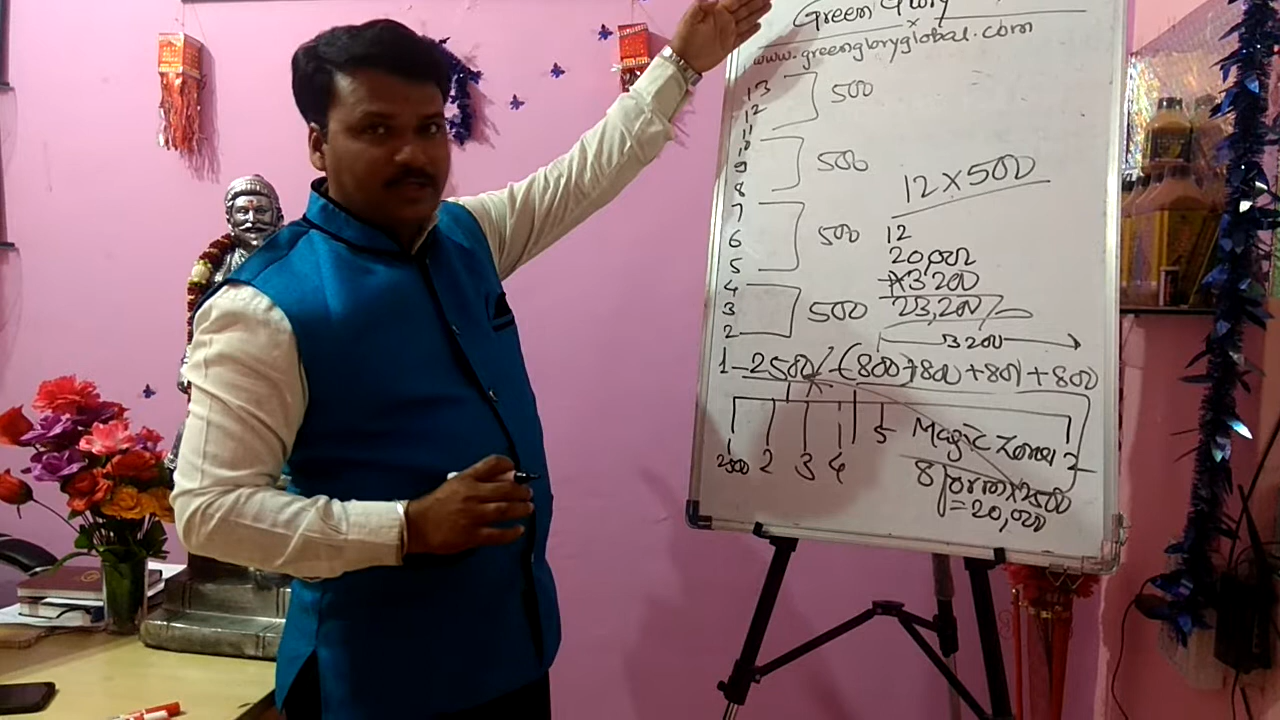 Green Glory
www.greengloryglobal.com
13
12 500
11
10
9 500
8
7
6 500
5
4
3 500
2
12 x 500
12
20,000
3200
23,200/-
3200
1 - 2500/- (800+800+800+800
2500 2 3 4 5
Magic Zone
8 form x 2500
= 20,000